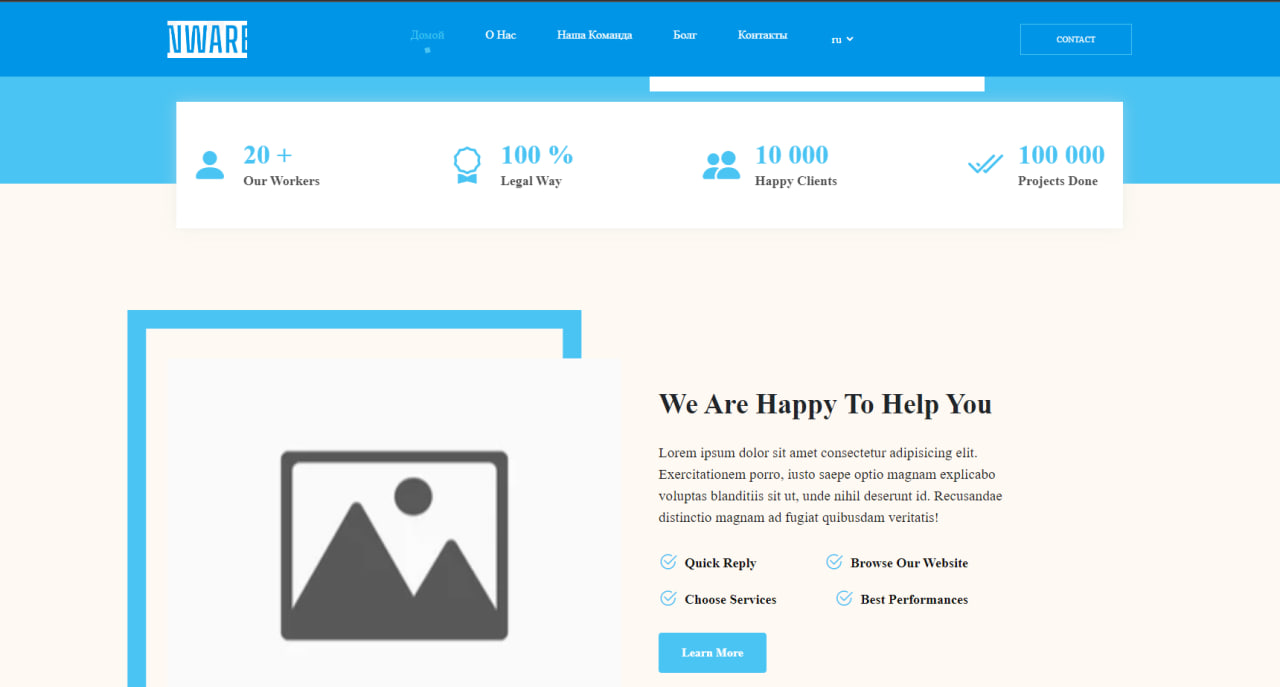 NWARE
Домой
О Нас
Наша Команда
Болг
Контакты
ru
CONTACT
20 +
Our Workers
100 %
Legal Way
10 000
Happy Clients
100 000
Projects Done
We Are Happy To Help You
Lorem ipsum dolor sit amet consectetur adipisicing elit.
Exercitationem porro, iusto saepe optio magnam explicabo
voluptas blanditiis sit ut, unde nihil deserunt id. Recusandae
distinctio magnam ad fugiat quibusdam veritatis!
Quick Reply
Browse Our Website
Choose Services
Best Performances
Learn More